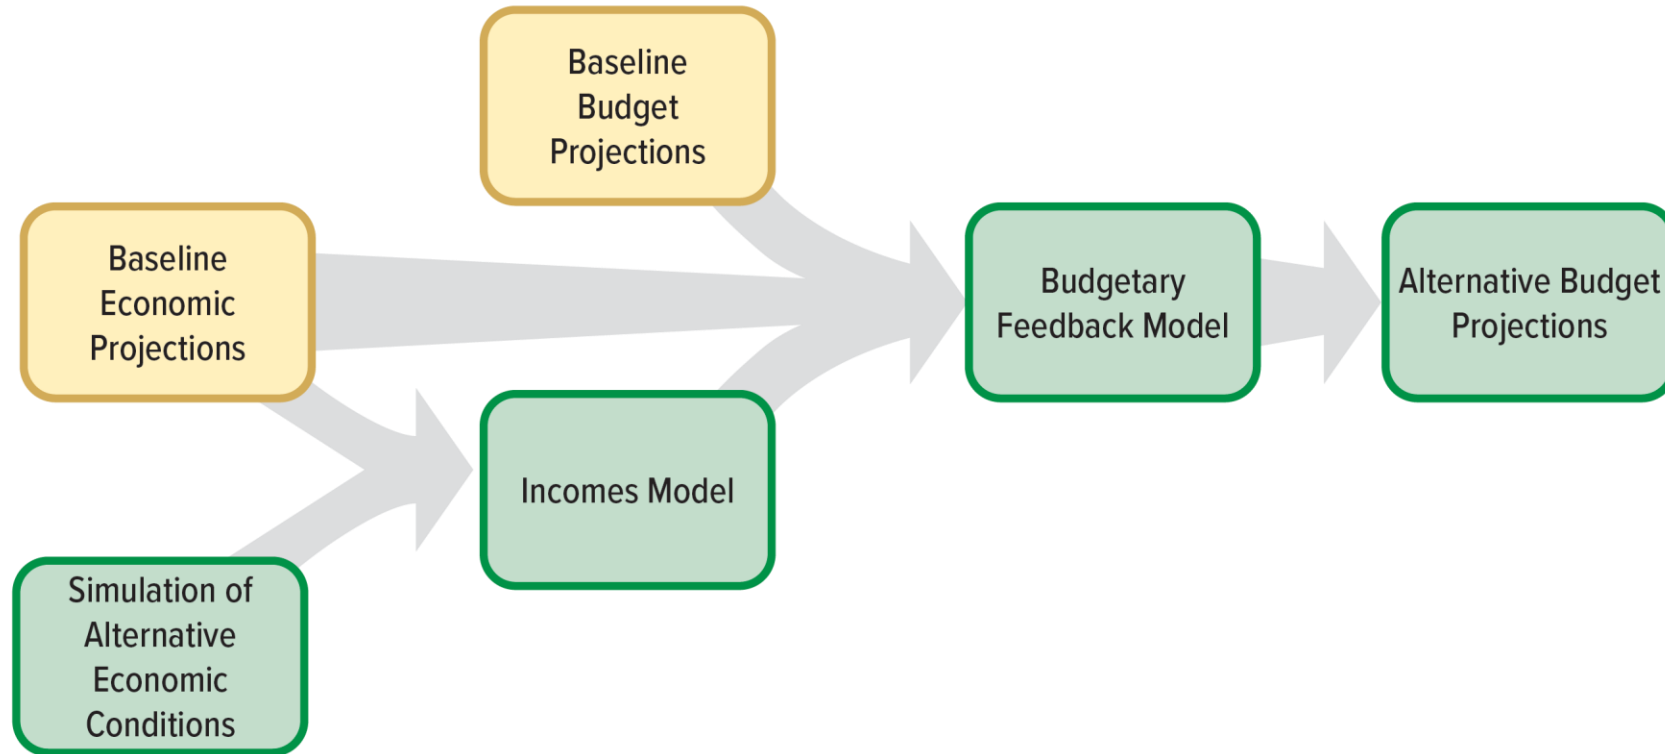 Baseline
Budget
Projections
Baseline
Economic
Projections
Budgetary
Feedback Model
Alternative Budget
Projections
Incomes Model
Simulation of
Alternative
Economic
Conditions